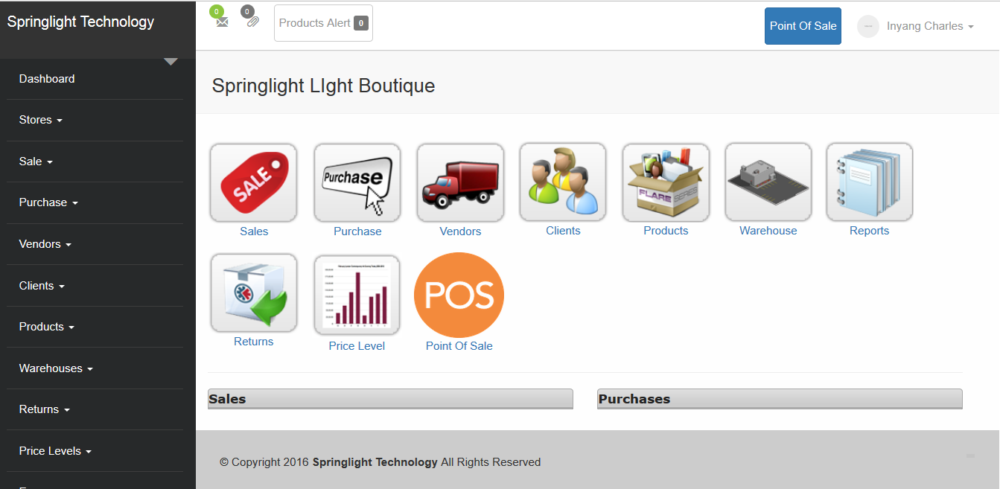 Springlight Technology
0
0
Products Alert 0
Point Of Sale
Inyang Charles
Dashboard
Stores
Sale
Purchase
Vendors
Clients
Products
Warehouses
Returns
Price Levels
Springlight LIght Boutique
SALE
Purchase
FLARE SERIES
Sales
Purchase
Vendors
Clients
Products
Warehouse
Reports
POS
Returns
Price Level
Point Of Sale
Sales
Purchases
© Copyright 2016 Springlight Technology All Rights Reserved